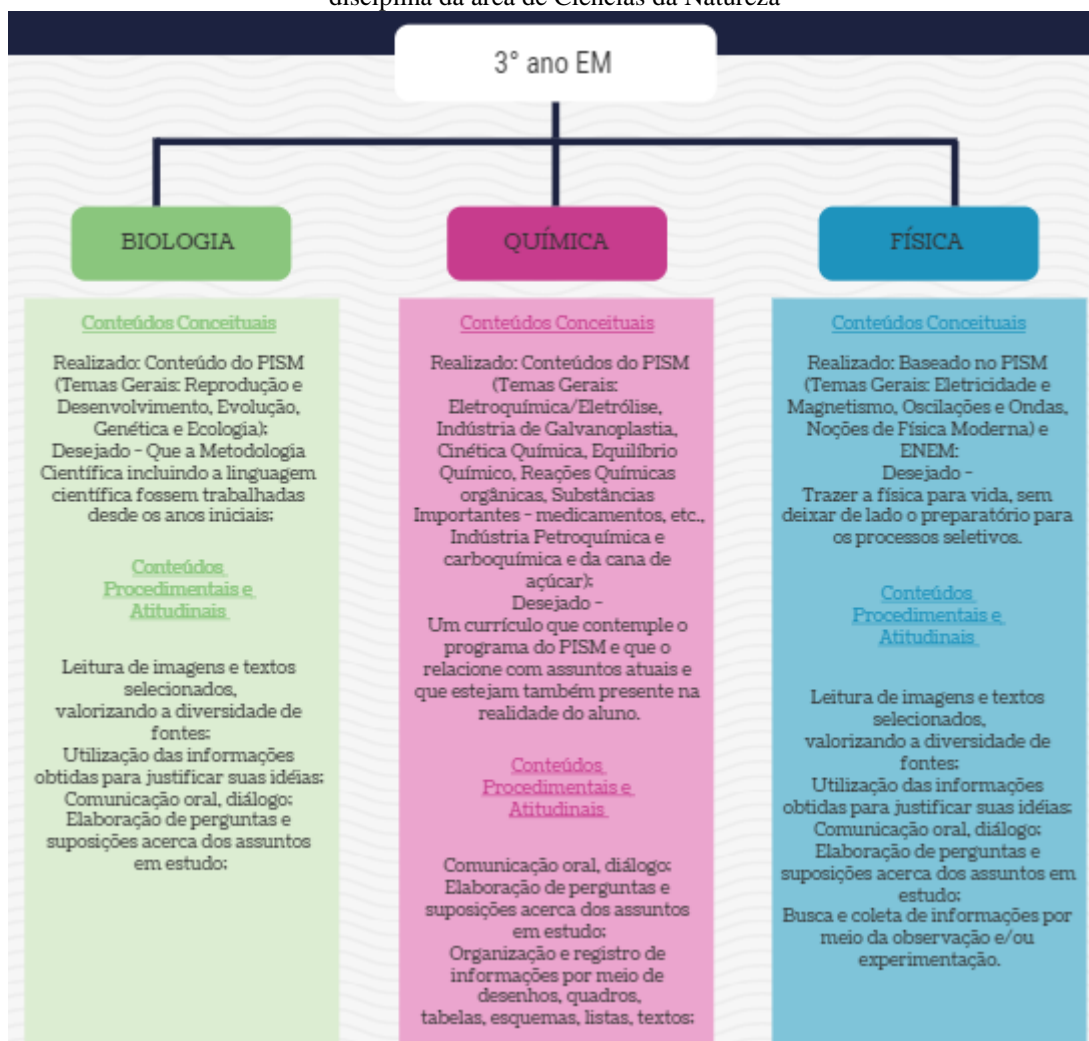 disciplina da área de Ciências da Natureza
3° ano EM
BIOLOGIA
Conteúdos Conceituais
Realizado: Conteúdo do PISM
(Temas Gerais: Reprodução e
Desenvolvimento, Evolução,
Genética e Ecologia);
Desejado - Que a Metodologia
Científica incluindo a linguagem
científica fossem trabalhadas
desde os anos iniciais;
Conteúdos
Procedimentais e
Atitudinais
Leitura de imagens e textos
selecionados,
valorizando a diversidade de
fontes;
Utilização das informações
obtidas para justificar suas idéias;
Comunicação oral, diálogo;
Elaboração de perguntas e
suposições acerca dos assuntos
em estudo;
QUÍMICA
Conteúdos Conceituais
Realizado: Conteúdos do PISM
(Temas Gerais:
Eletroquímica/Eletrólise,
Indústria de Galvanoplastia,
Cinética Química, Equilíbrio
Químico, Reações Químicas
orgânicas, Substâncias
Importantes - medicamentos, etc.,
Indústria Petroquímica e
carboquímica e da cana de
açúcar);
Desejado -
Um currículo que contemple o
programa do PISM e que o
relacione com assuntos atuais e
que estejam também presente na
realidade do aluno.
Conteúdos
Procedimentais e
Atitudinais
Comunicação oral, diálogo;
Elaboração de perguntas e
suposições acerca dos assuntos
em estudo;
Organização e registro de
informações por meio de
desenhos, quadros,
tabelas, esquemas, listas, textos;
FÍSICA
Conteúdos Conceituais
Realizado: Baseado no PISM
(Temas Gerais: Eletricidade e
Magnetismo, Oscilações e Ondas,
Noções de Física Moderna) e
ENEM;
Desejado -
Trazer a física para vida, sem
deixar de lado o preparatório para
os processos seletivos.
Conteúdos
Procedimentais e
Atitudinais
Leitura de imagens e textos
selecionados,
valorizando a diversidade de
fontes;
Utilização das informações
obtidas para justificar suas idéias;
Comunicação oral, diálogo;
Elaboração de perguntas e
suposições acerca dos assuntos em
estudo;
Busca e coleta de informações por
meio da observação e/ou
experimentação.